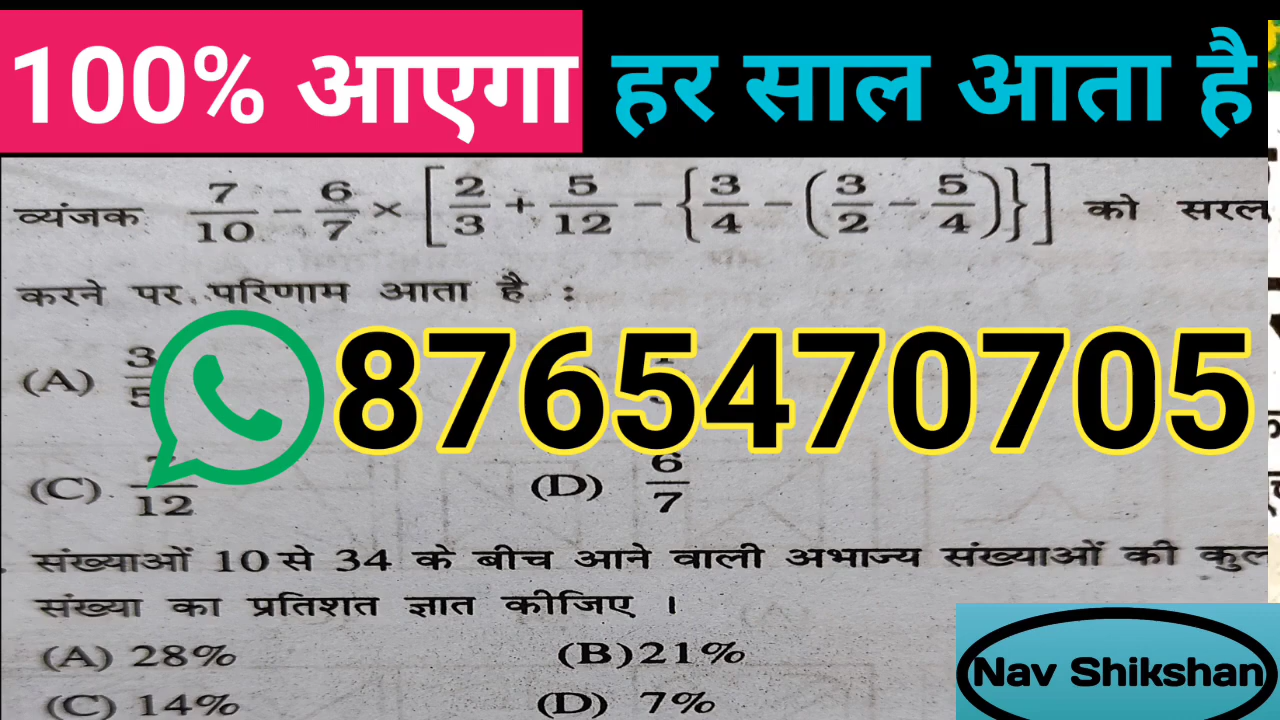 100% आएगा हर साल आता है
व्यंजक 7/10 − 6/7 × [2/3 + 5/12 − {3/4 − (3/2 − 5/4)}] को सरल
करने पर परिणाम आता है :
(A) 3/5
8765470705
(C) /12 (D) 6/7
संख्याओं 10 से 34 के बीच आने वाली अभाज्य संख्याओं की कुल
संख्या का प्रतिशत ज्ञात कीजिए ।
(A) 28% (B) 21%
(C) 14% (D) 7%
Nav Shikshan